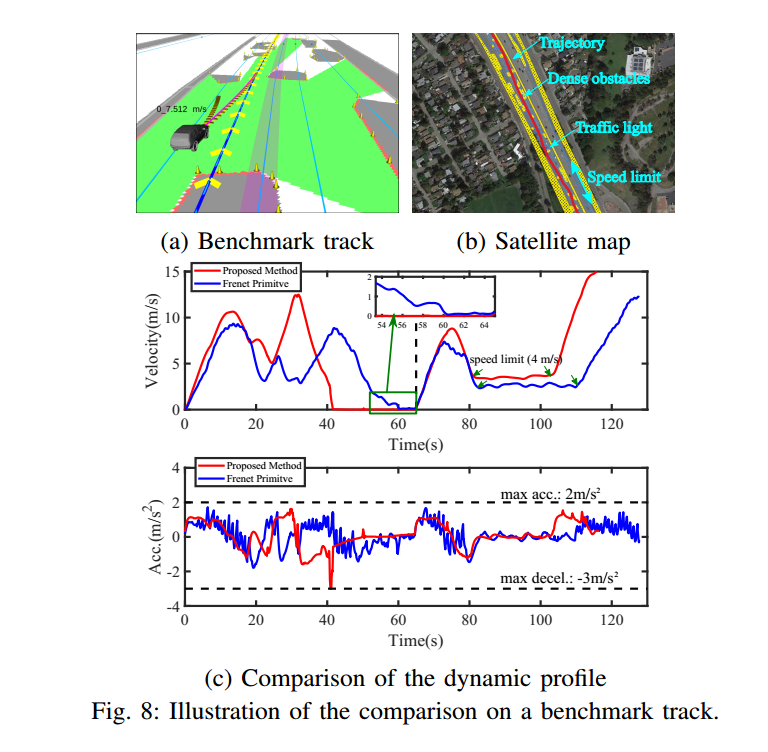 0_7.512 m/s
Trajectory
Dense obstacles
Traffic light
Speed limit
(a) Benchmark track
(b) Satellite map
Proposed Method
Frenet Primitve
15
10
5
0
Velocity(m/s)
2
1
0
54 56 58 60 62 64
speed limit (4 m/s)
0 20 40 60 80 100 120
Time(s)
Proposed Method
Frenet Primitve
4
2
0
-2
-4
Acc.(m/s²)
max acc.: 2m/s²
max decel.: -3m/s²
0 20 40 60 80 100 120
Time(s)
(c) Comparison of the dynamic profile
Fig. 8: Illustration of the comparison on a benchmark track.